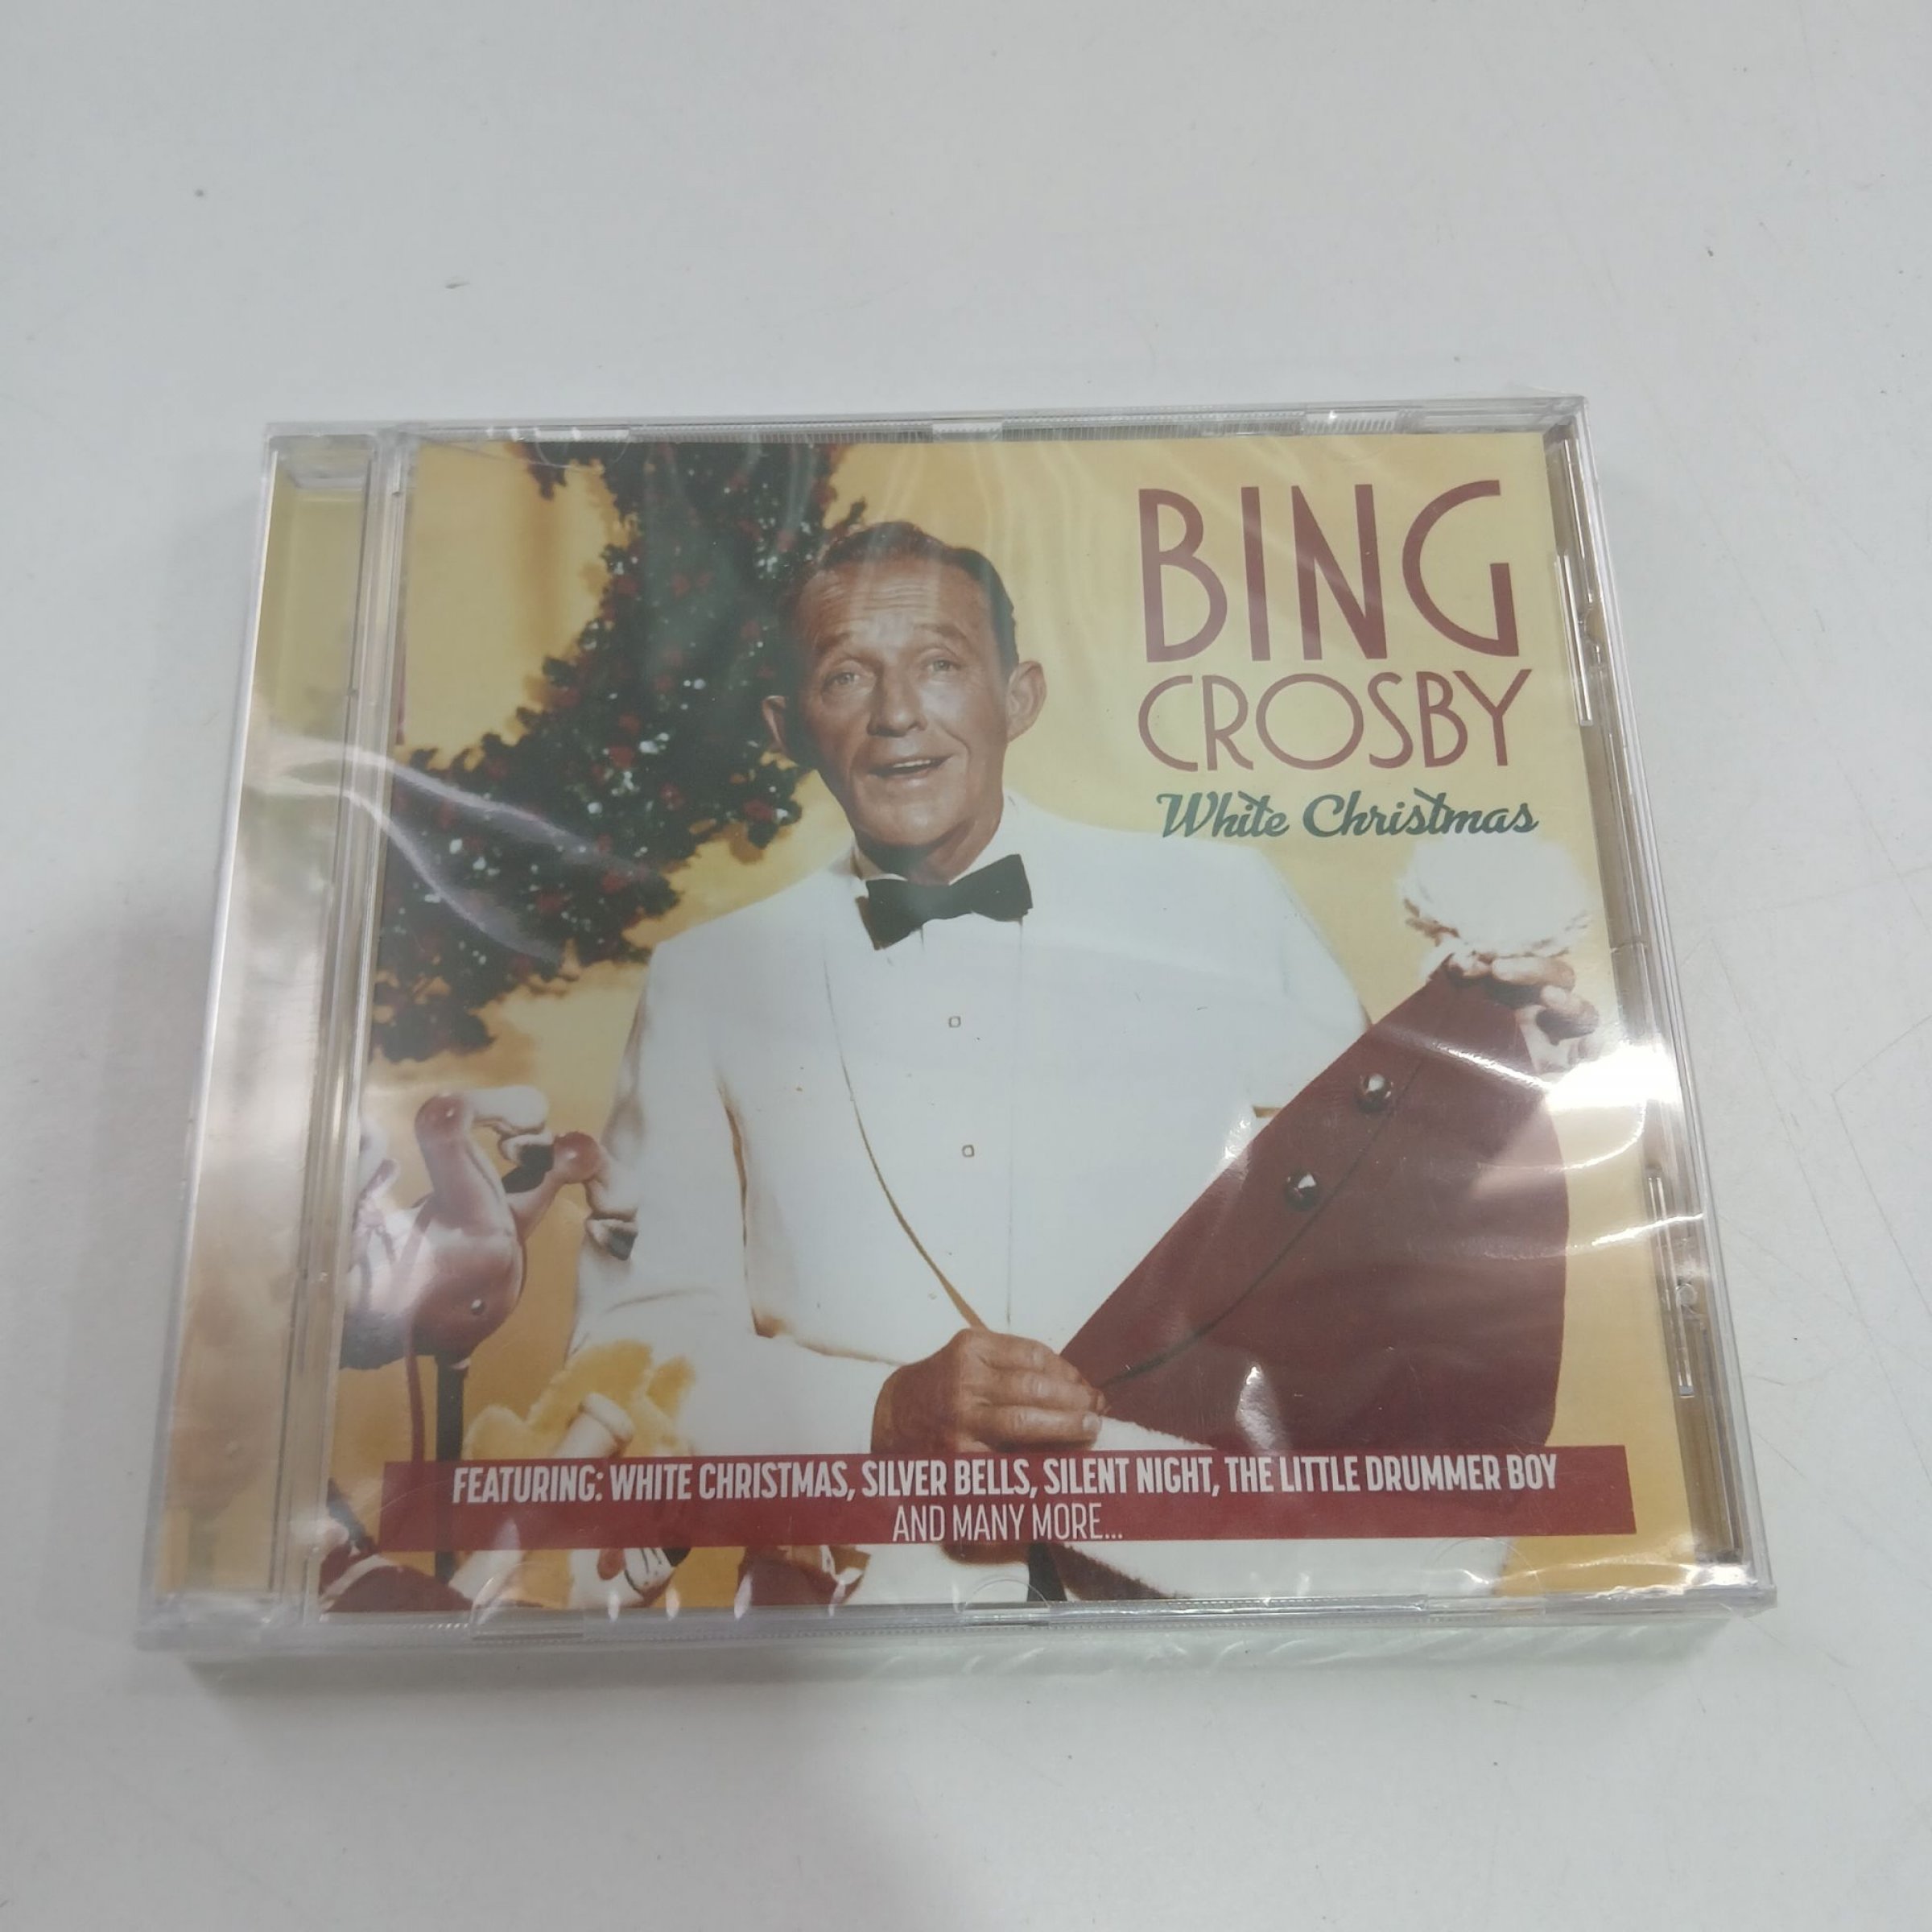 BING
CROSBY
White Christmas
FEATURING: WHITE CHRISTMAS, SILVER BELLS, SILENT NIGHT, THE LITTLE DRUMMER BOY
AND MANY MORE...